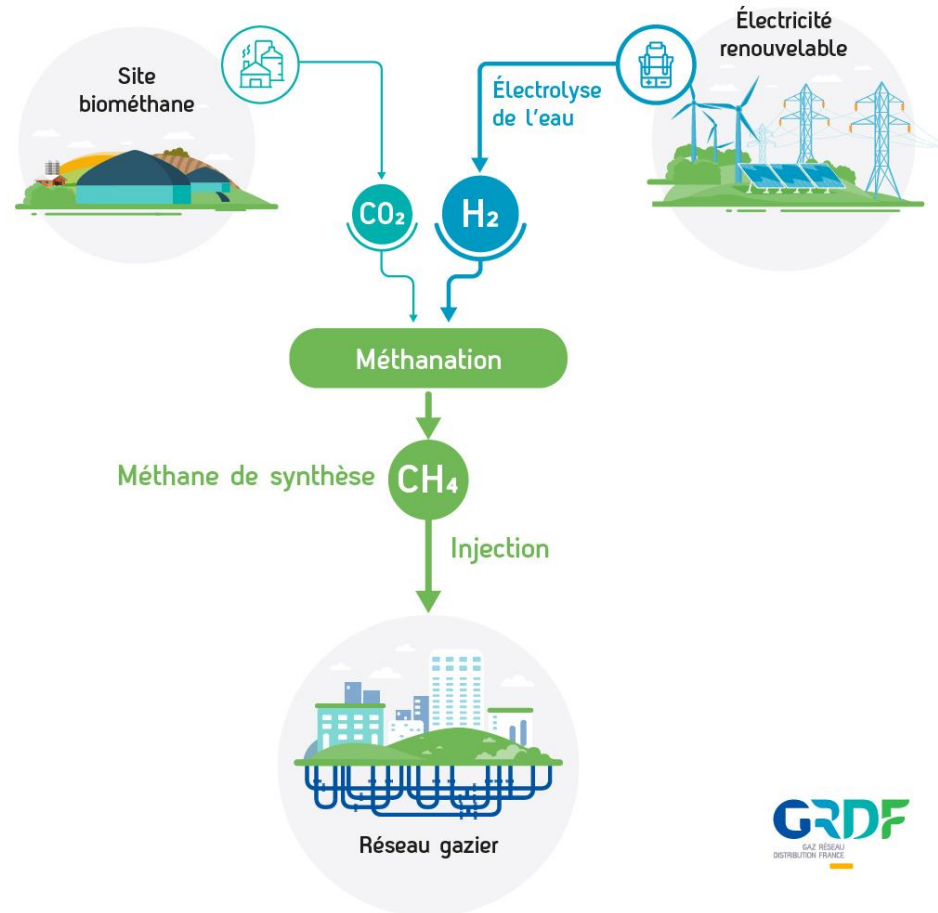 Site
biométhane
Électrolyse
de l'eau
Électricité
renouvelable
CO₂
H₂
Méthanation
Méthane de synthèse
CH₄
Injection
Réseau gazier
GRDF
GAZ RÉSEAU
DISTRIBUTION FRANCE